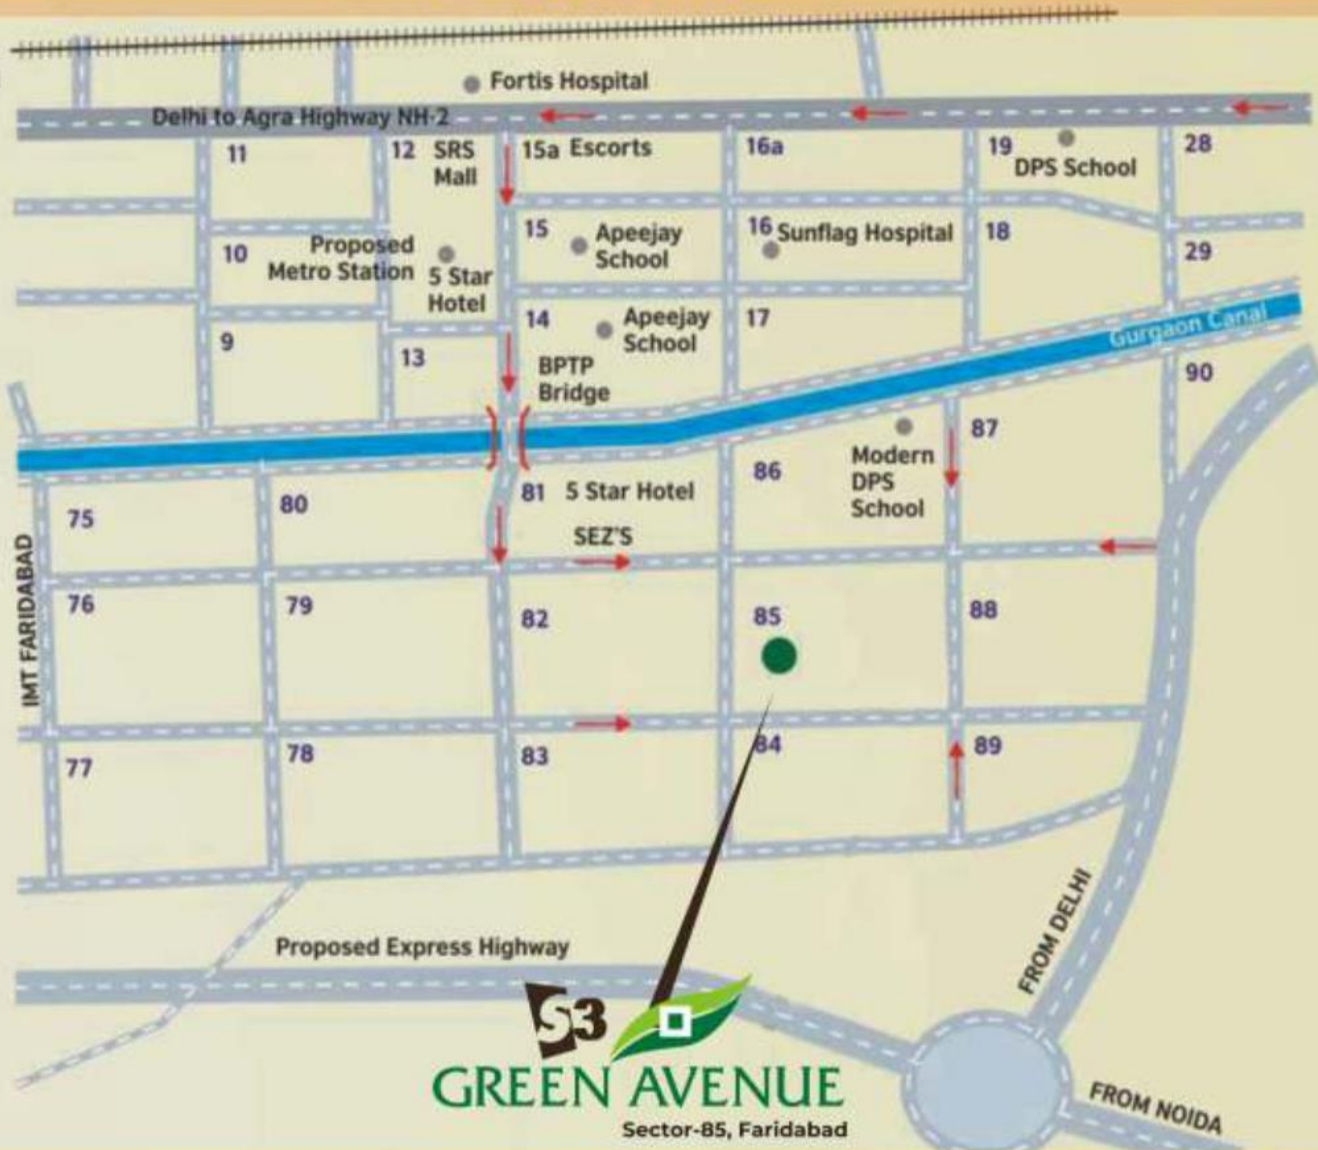 Fortis Hospital
Delhi to Agra Highway NH-2
11
12
SRS
Mall
15a
Escorts
16a
19
DPS School
28
10
Proposed
Metro Station
5 Star
Hotel
15
Apeejay
School
16
Sunflag Hospital
18
29
9
13
14
Apeejay
School
17
Gurgaon Canal
BPTP
Bridge
90
75
80
81
5 Star Hotel
SEZ'S
86
Modern
DPS
School
87
IMT FARIDABAD
76
79
82
85
88
77
78
83
84
89
Proposed Express Highway
FROM DELHI
S3
GREEN AVENUE
Sector-85, Faridabad
FROM NOIDA